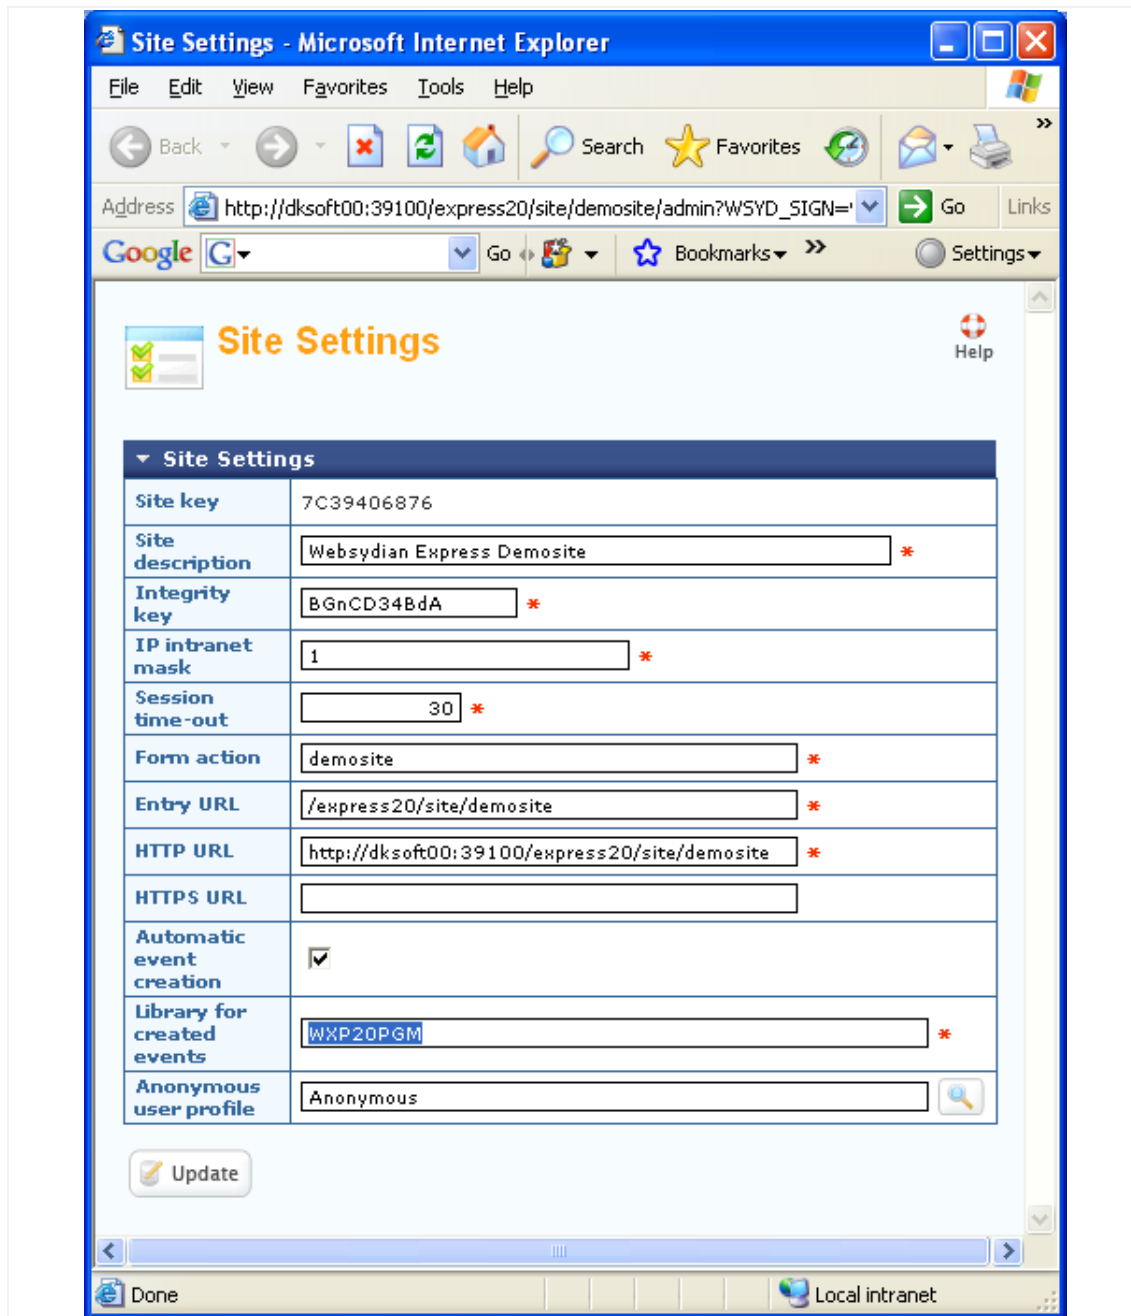 Site Settings - Microsoft Internet Explorer
File Edit View Favorites Tools Help
Back Search Favorites »
Address http://dksoft00:39100/express20/site/demosite/admin?WSYD_SIGN=' Go Links
Google G Go Bookmarks » Settings
Site Settings
Help
Site Settings
Site key 7C39406876
Site
description
Websydian Express Demosite *
Integrity
key
BGnCD34BdA *
IP intranet
mask
1 *
Session
time-out
30 *
Form action demosite *
Entry URL /express20/site/demosite *
HTTP URL http://dksoft00:39100/express20/site/demosite *
HTTPS URL
Automatic
event
creation
Library for
created
events
WXP20PGM *
Anonymous
user profile
Anonymous
Update
Done Local intranet